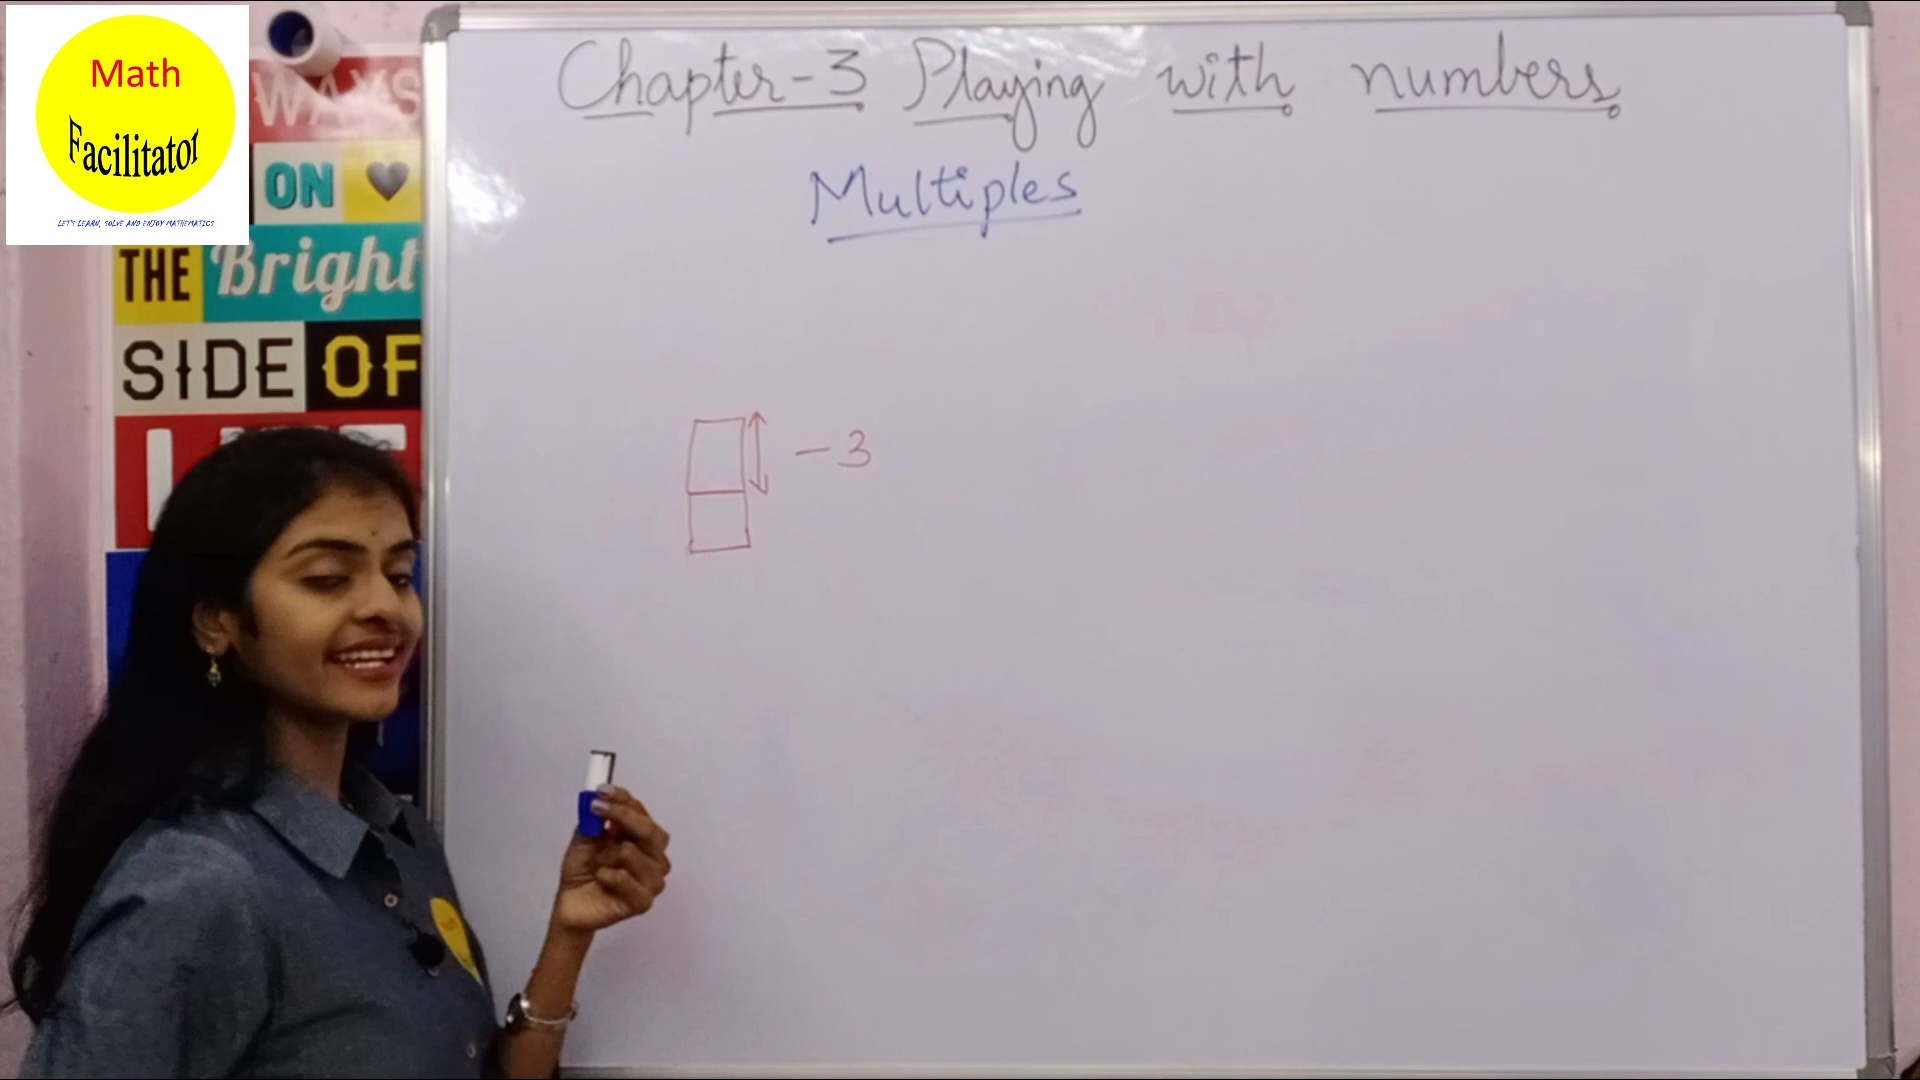 Math
Facilitator
LET'S LEARN, SOLVE AND ENJOY MATHEMATICS
WAYS
ON
THE Bright
SIDE OF
Chapter-3 Playing with numbers
Multiples
- 3